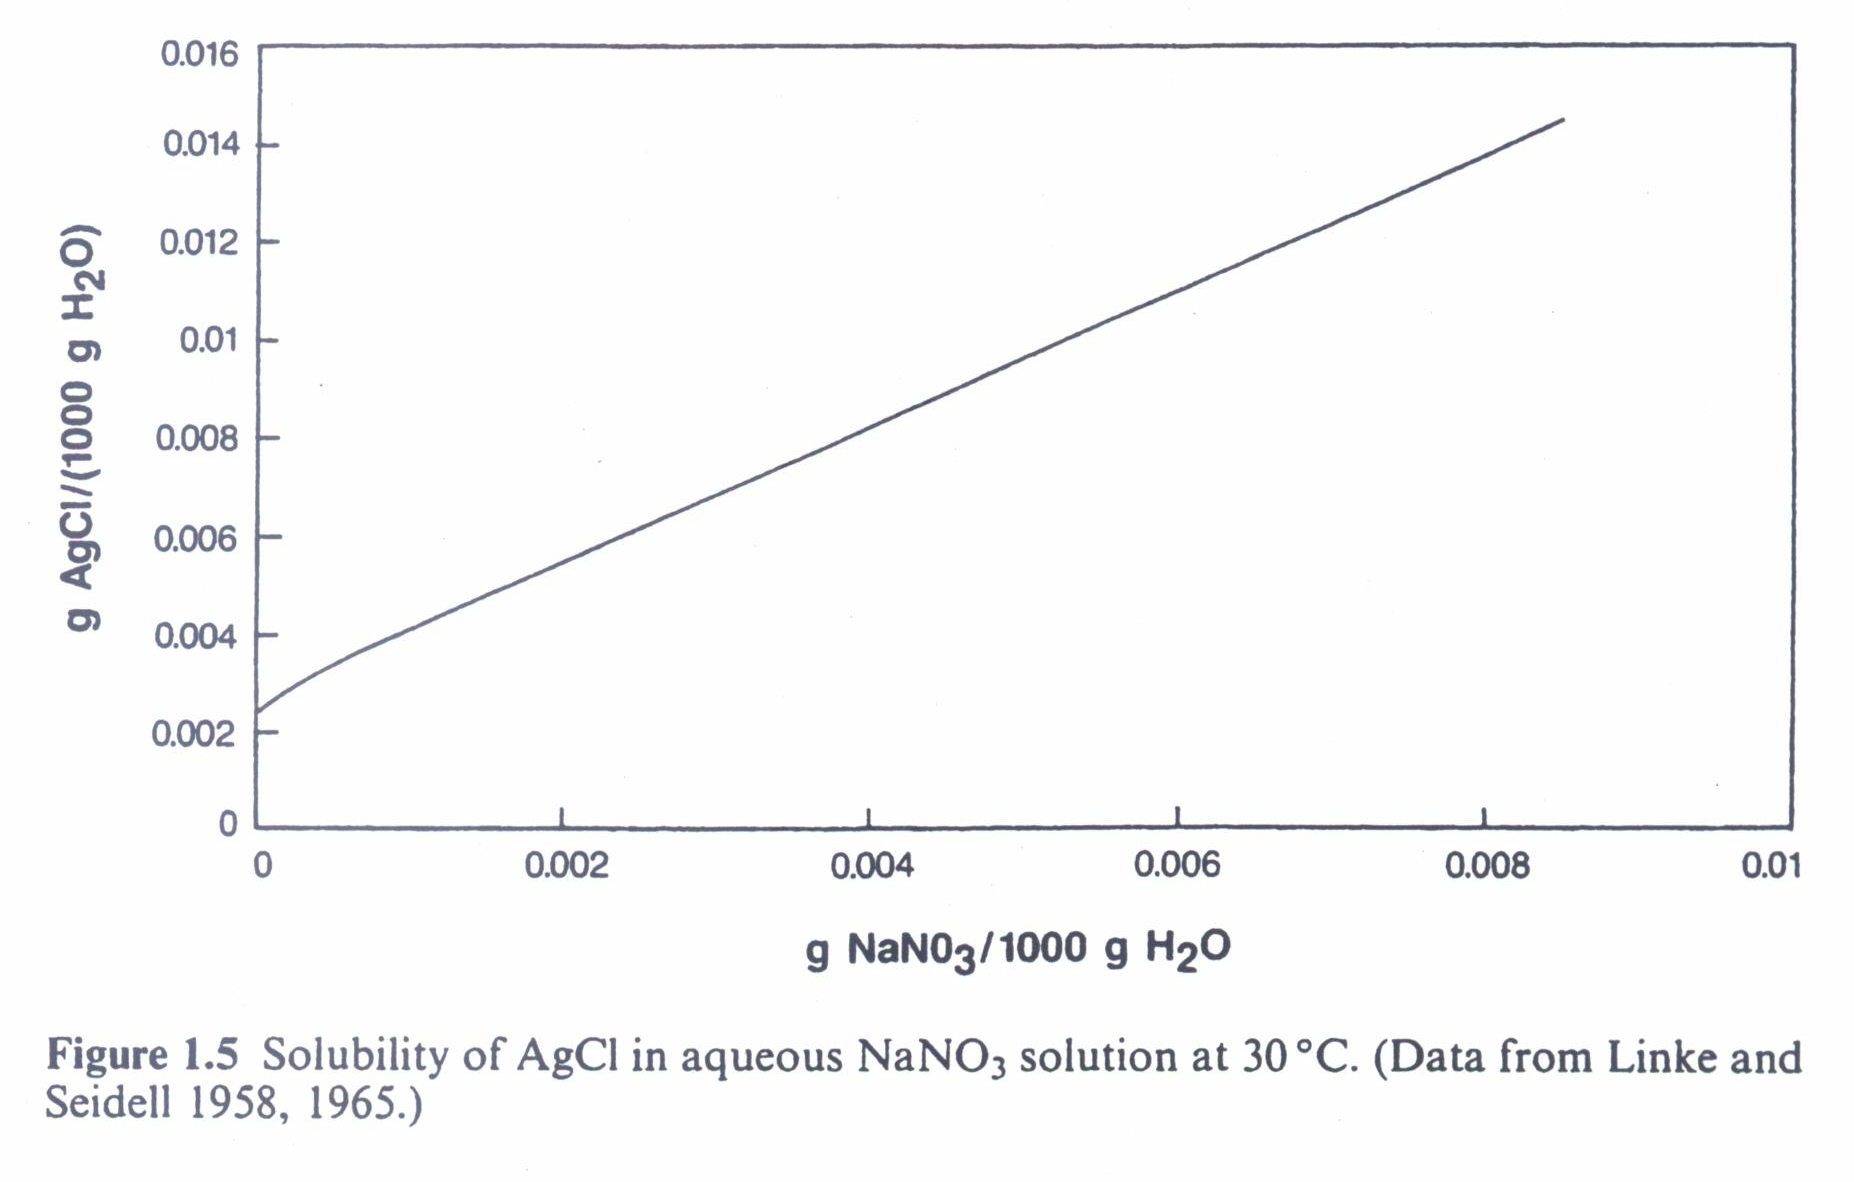 0.016
0.014
0.012
0.01
0.008
0.006
0.004
0.002
0
g AgCl/(1000 g H₂O)
0 0.002 0.004 0.006 0.008 0.01
g NaN0₃/1000 g H₂O
Figure 1.5 Solubility of AgCl in aqueous NaNO₃ solution at 30 °C. (Data from Linke and
Seidell 1958, 1965.)